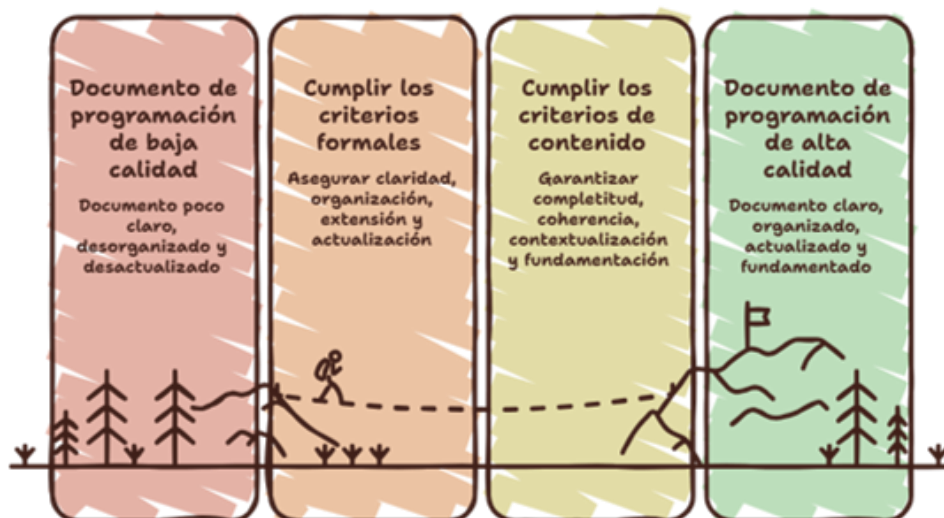 Documento de
programación
de baja
calidad
Documento poco
claro,
desorganizado y
desactualizado
Cumplir los
criterios
formales
Asegurar claridad,
organización,
extensión y
actualización
Cumplir los
criterios de
contenido
Garantizar
completitud,
coherencia,
contextualización
y fundamentación
Documento de
programación
de alta
calidad
Documento claro,
organizado,
actualizado y
fundamentado